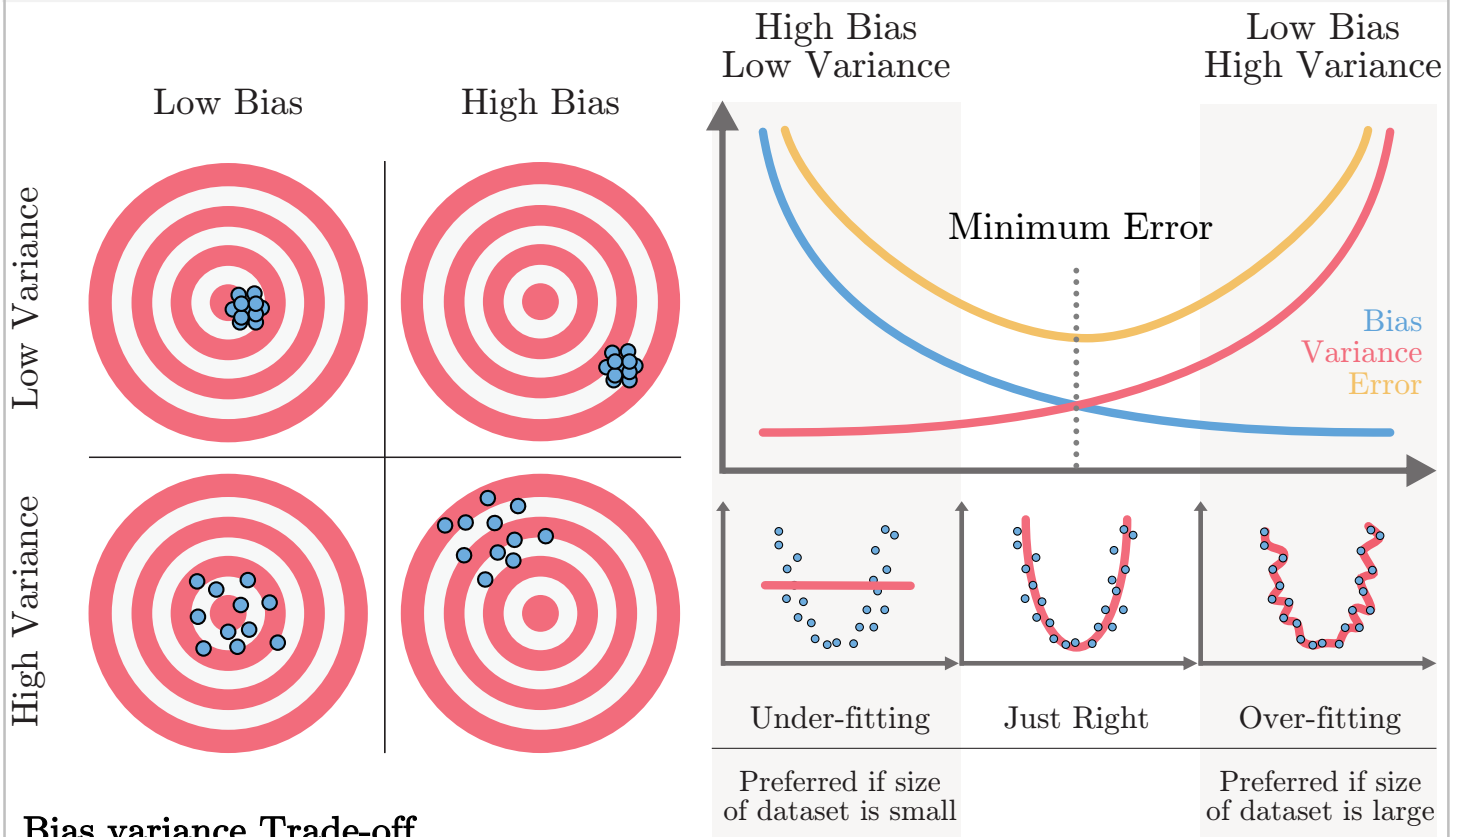 Low Bias
High Bias
Low Variance
High Variance
High Bias
Low Variance
Low Bias
High Variance
Minimum Error
Bias
Variance
Error
Under-fitting
Just Right
Over-fitting
Preferred if size
of dataset is small
Preferred if size
of dataset is large
Bias variance Trade-off